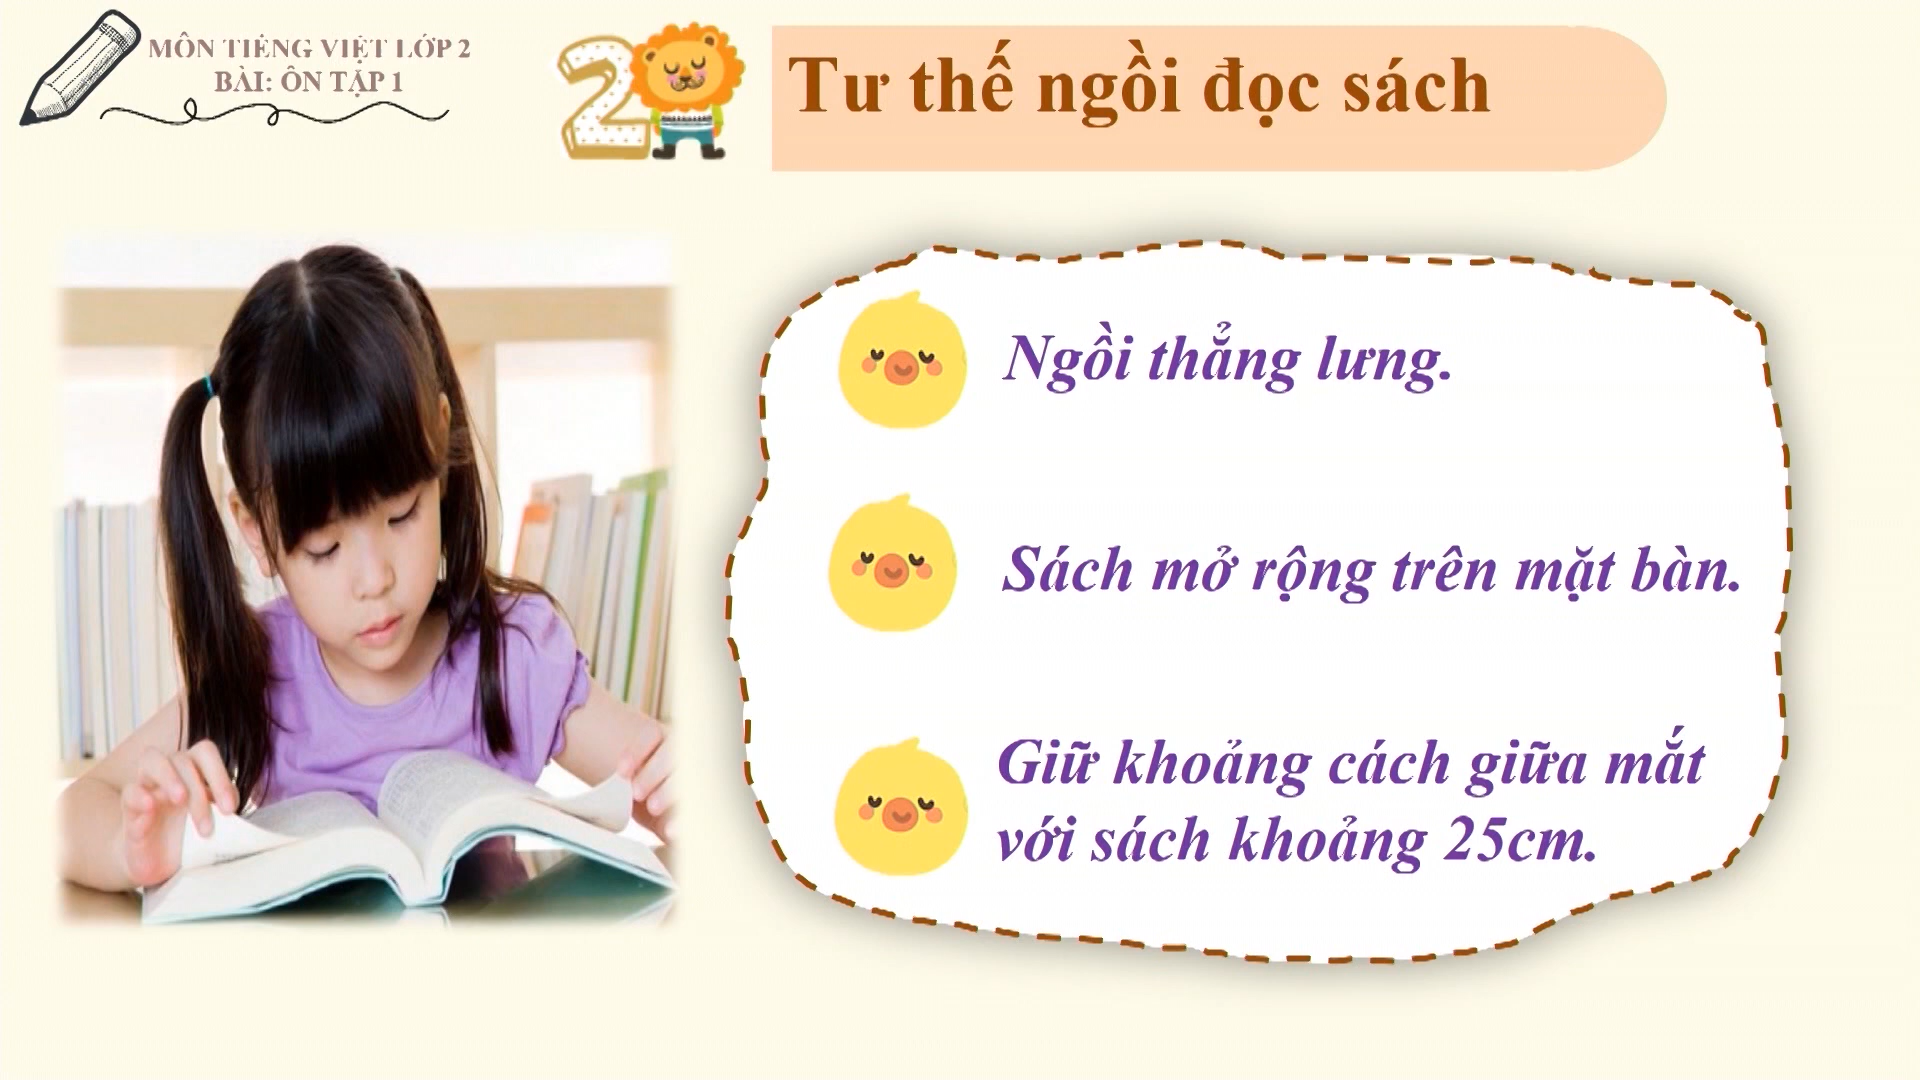 MÔN TIẾNG VIỆT LỚP 2
BÀI: ÔN TẬP 1
2
Tư thế ngồi đọc sách
Ngồi thẳng lưng.
Sách mở rộng trên mặt bàn.
Giữ khoảng cách giữa mắt
với sách khoảng 25cm.